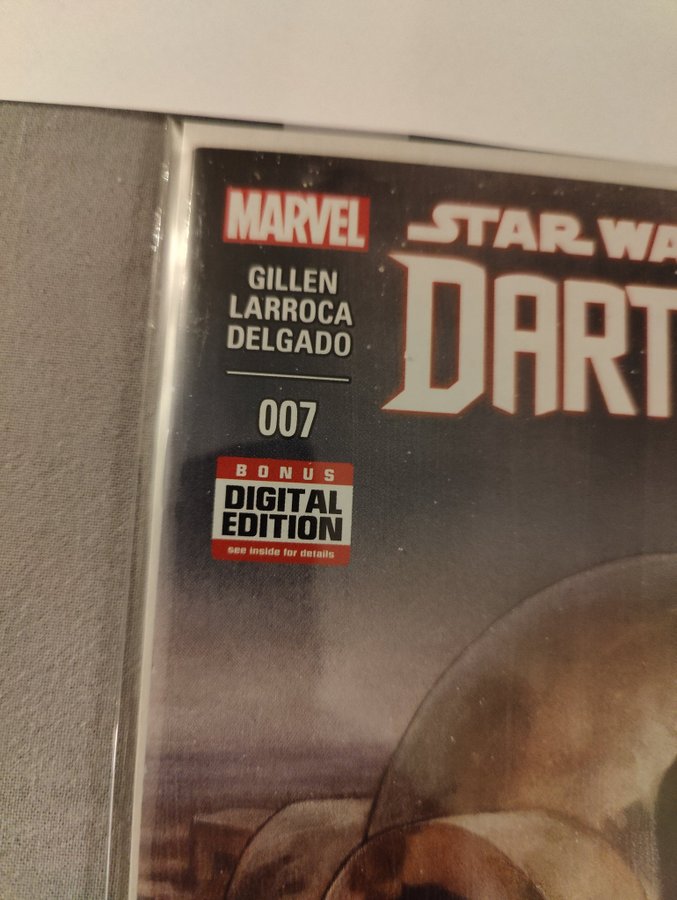 MARVEL
GILLEN
LARROCA
DELGADO
007
BONUS
DIGITAL
EDITION
see inside for details
STAR WA
DART